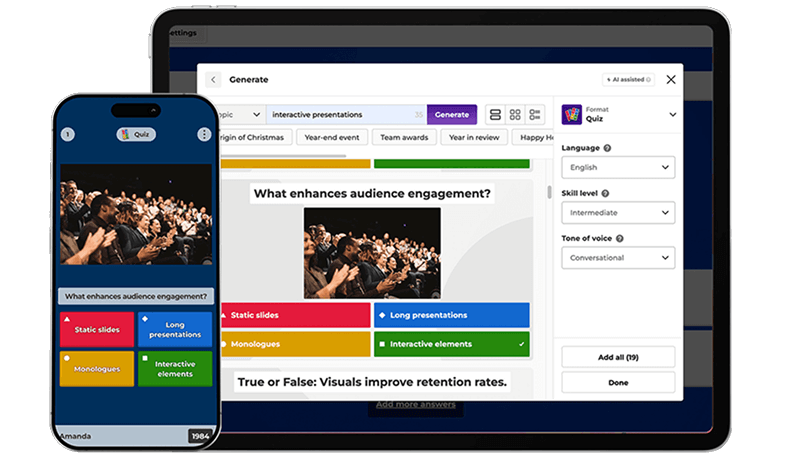 1
Quiz
What enhances audience engagement?
Static slides
Long
presentations
Monologues
Interactive
elements
Amanda
1984
ettings
Generate
AI assisted
opic
interactive presentations
35
Generate
rigin of Christmas
Year-end event
Team awards
Year in review
Happy Ho
What enhances audience engagement?
Static slides
Long presentations
Monologues
Interactive elements
True or False: Visuals improve retention rates.
Format
Quiz
Language ?
English
Skill level ?
Intermediate
Tone of voice ?
Conversational
Add all (19)
Done
Add more answers